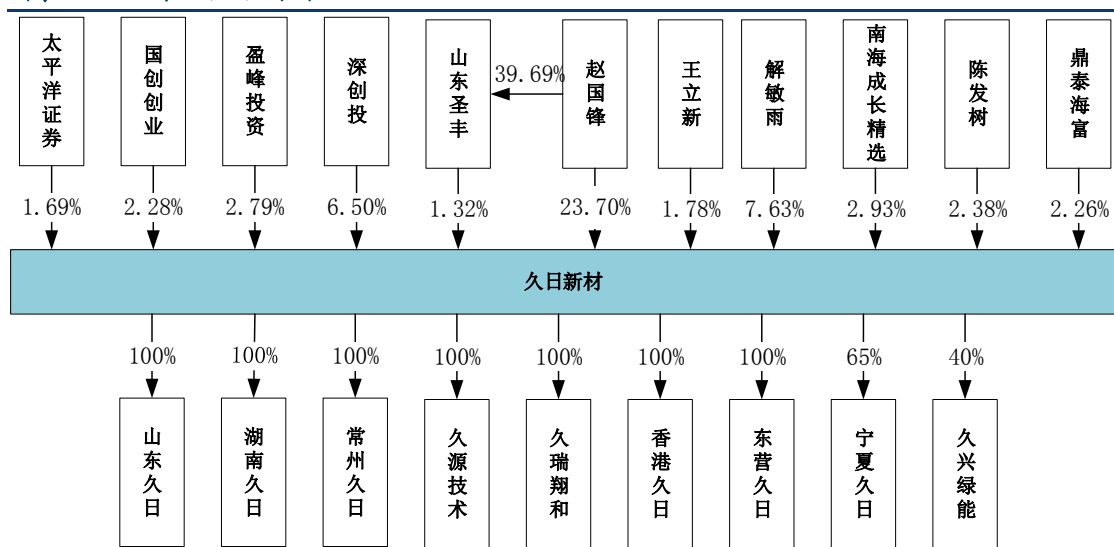 太平洋证券
国创创业
盈峰投资
深创投
山东圣丰
39.69%
赵国锋
王立新
解敏雨
南海成长精选
陈发树
鼎泰海富
1.69%
2.28%
2.79%
6.50%
1.32%
23.70%
1.78%
7.63%
2.93%
2.38%
2.26%
久日新材
100%
100%
100%
100%
100%
100%
100%
65%
40%
山东久日
湖南久日
常州久日
久源技术
久瑞翔和
香港久日
东营久日
宁夏久日
久兴绿能